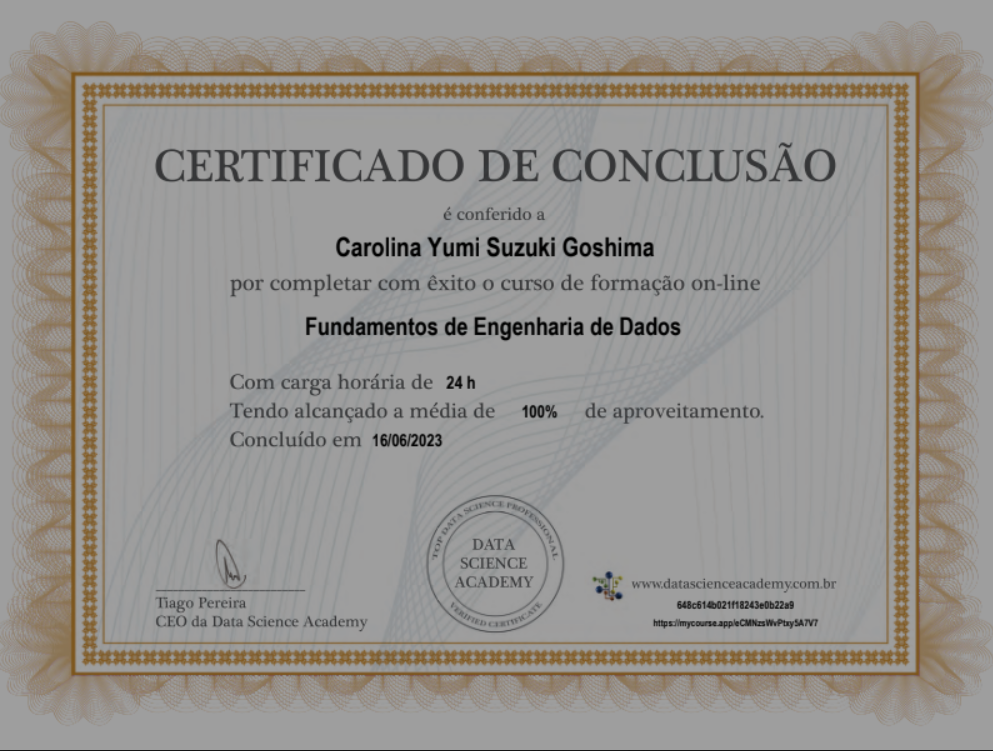 CERTIFICADO DE CONCLUSÃO
é conferido a
Carolina Yumi Suzuki Goshima
por completar com êxito o curso de formação on-line
Fundamentos de Engenharia de Dados
Com carga horária de 24 h
Tendo alcançado a média de 100% de aproveitamento.
Concluído em 16/06/2023
TOP DATA SCIENCE PROFESSIONAL
DATA
SCIENCE
ACADEMY
VERIFIED CERTIFICATE
Tiago Pereira
CEO da Data Science Academy
www.datascienceacademy.com.br
648c614b021f18243e0b22a9
https://mycourse.app/eCMNzsWvPtxy5A7V7